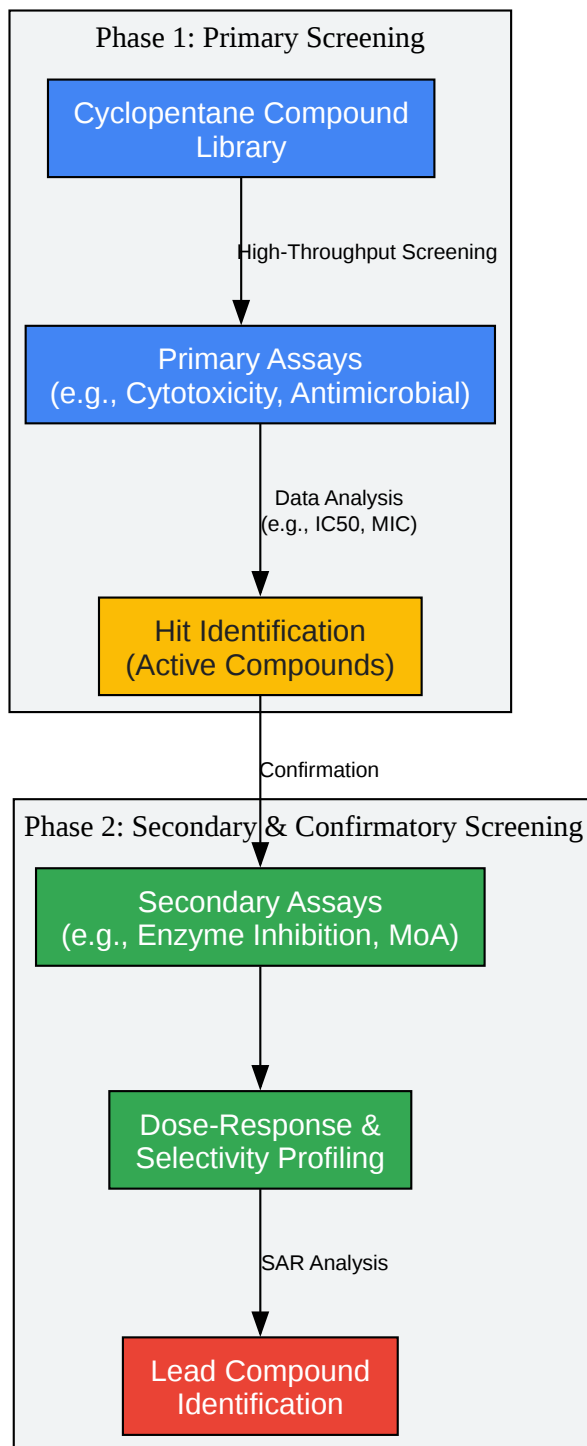 Phase 1: Primary Screening
Cyclopentane Compound
Library
High-Throughput Screening
Primary Assays
(e.g., Cytotoxicity, Antimicrobial)
Data Analysis
(e.g., IC50, MIC)
Hit Identification
(Active Compounds)
Confirmation
Phase 2: Secondary & Confirmatory Screening
Secondary Assays
(e.g., Enzyme Inhibition, MoA)
Dose-Response &
Selectivity Profiling
SAR Analysis
Lead Compound
Identification